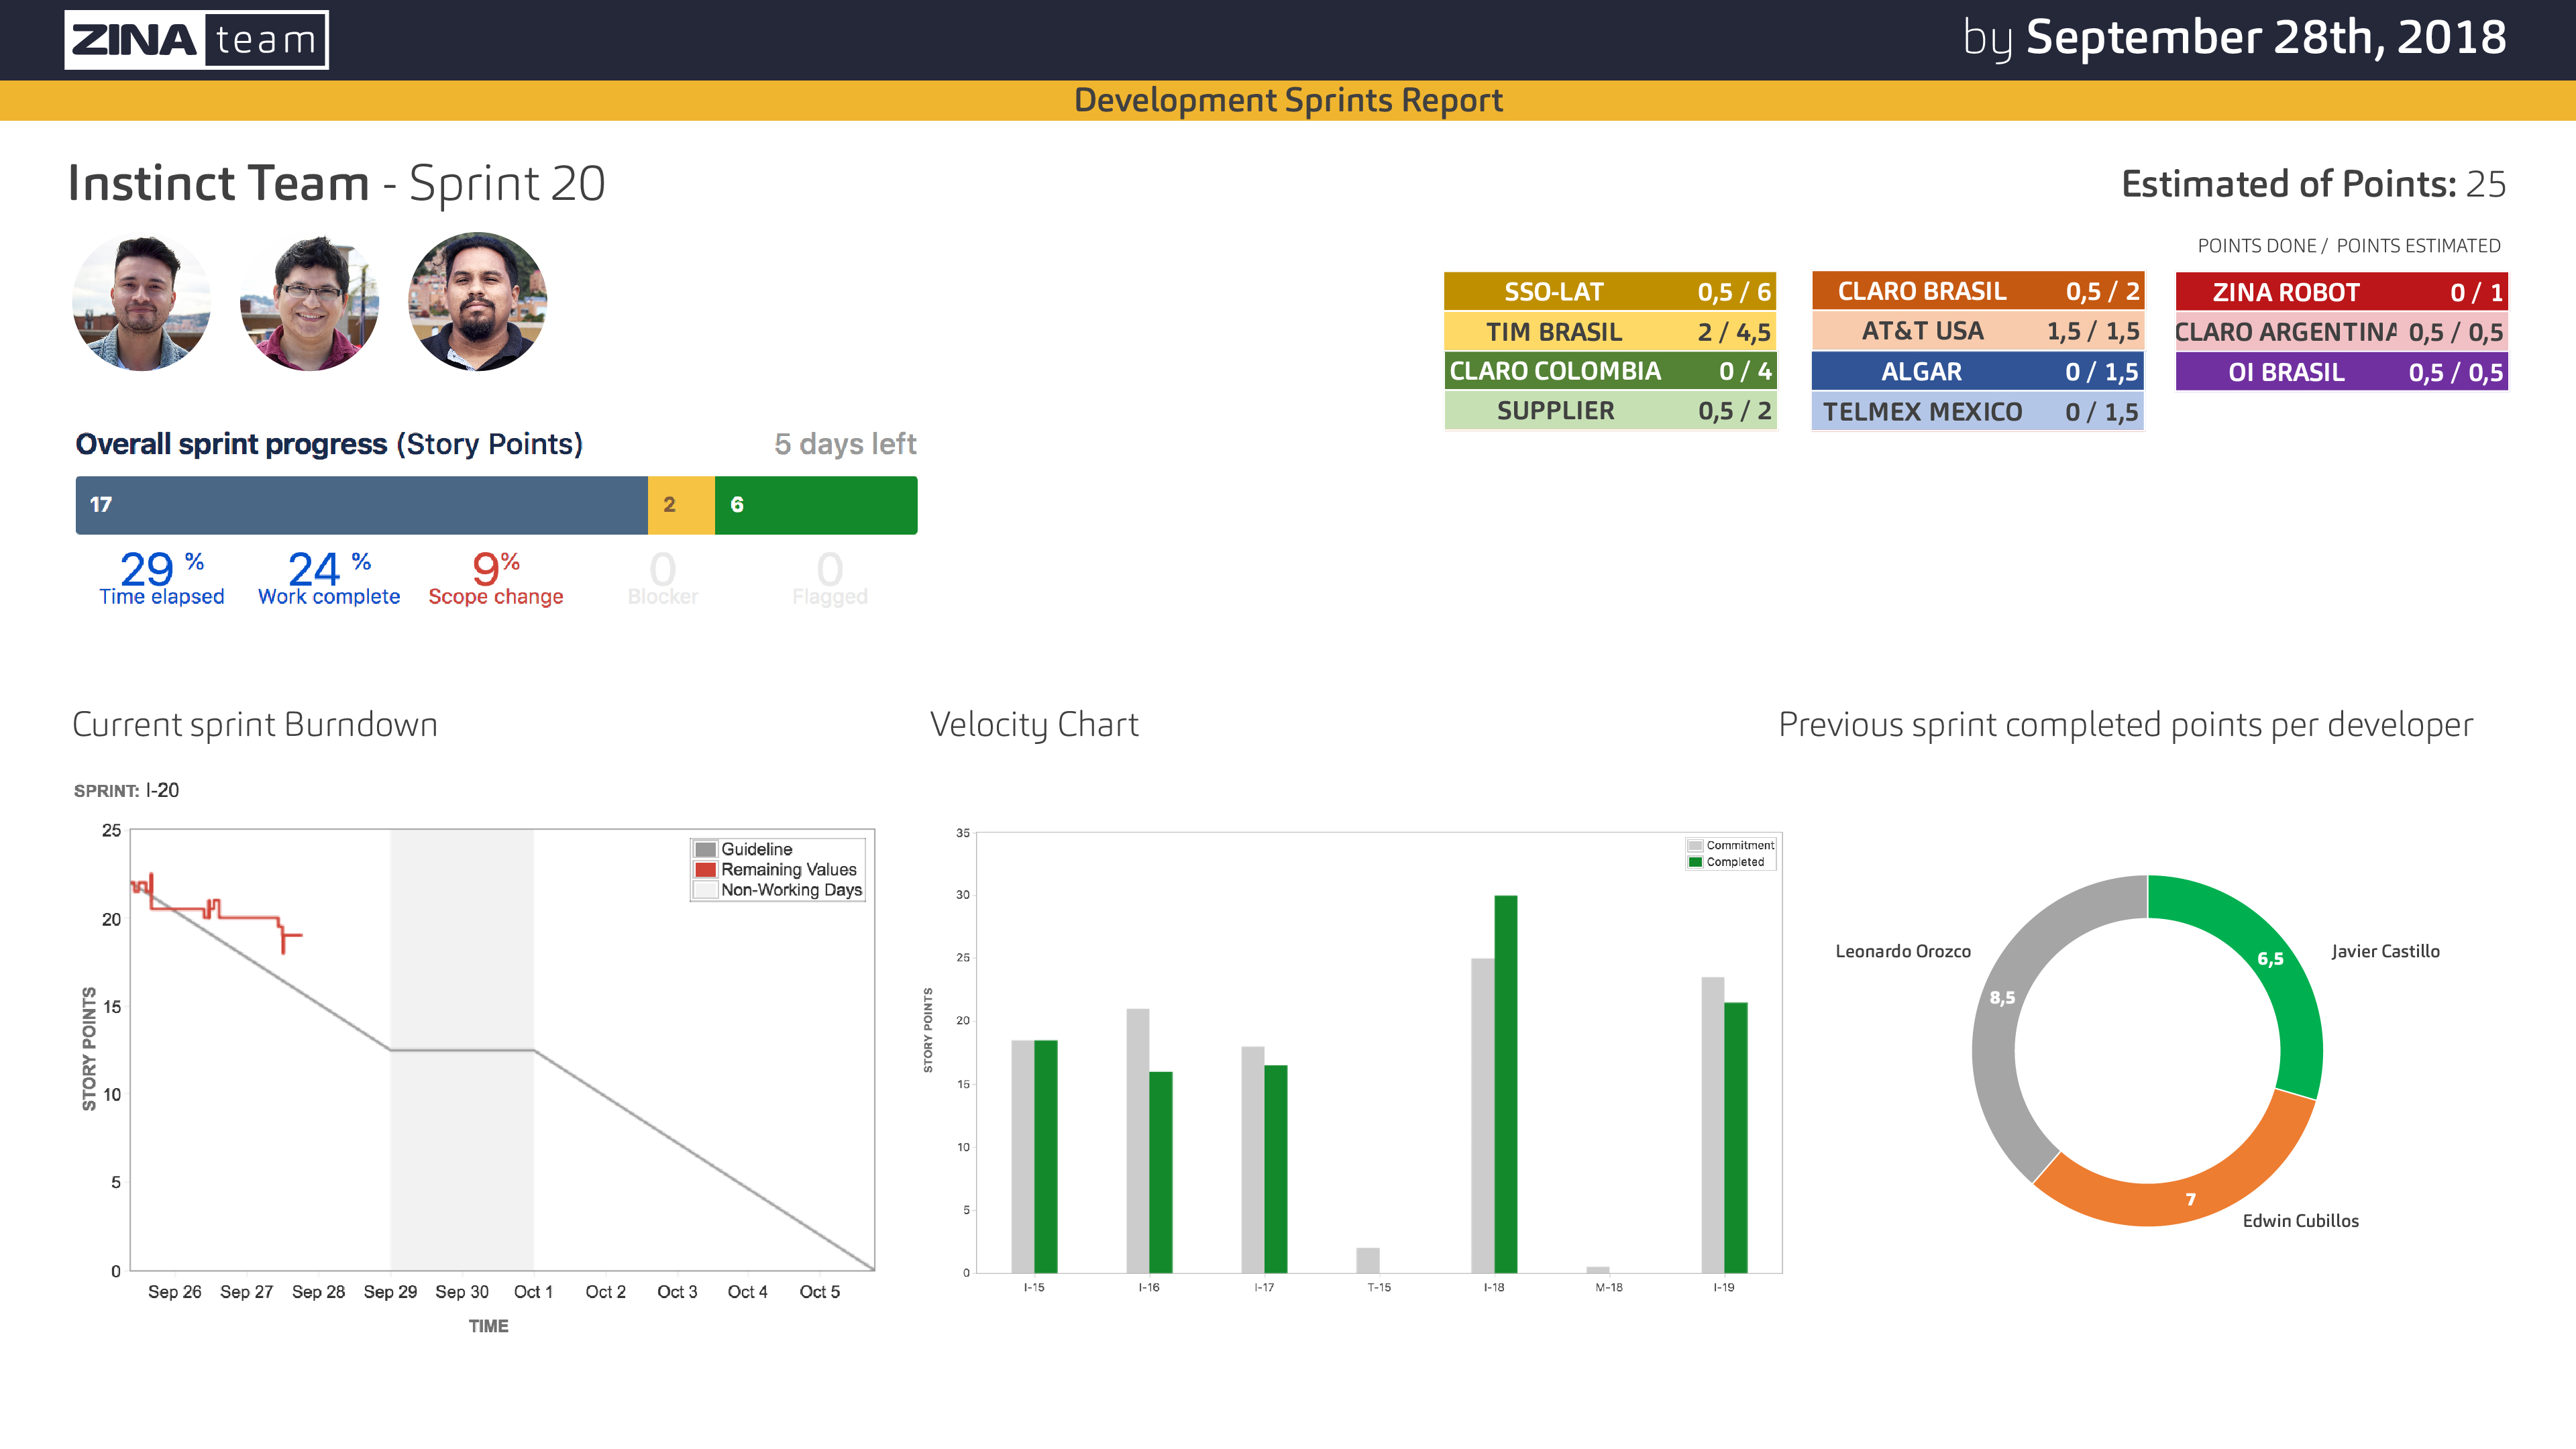 ZINA team
by September 28th, 2018
Development Sprints Report
Instinct Team - Sprint 20
Estimated of Points: 25
POINTS DONE / POINTS ESTIMATED
SSO-LAT 0,5 / 6
TIM BRASIL 2 / 4,5
CLARO COLOMBIA 0 / 4
SUPPLIER 0,5 / 2
CLARO BRASIL 0,5 / 2
AT&T USA 1,5 / 1,5
ALGAR 0 / 1,5
TELMEX MEXICO 0 / 1,5
ZINA ROBOT 0 / 1
CLARO ARGENTINA 0,5 / 0,5
OI BRASIL 0,5 / 0,5
Overall sprint progress (Story Points) 5 days left
17 2 6
29 % 24 % 9% 0 0
Time elapsed Work complete Scope change Blocker Flagged
Current sprint Burndown
SPRINT: I-20
25
20
15
10
5
0
STORY POINTS
Guideline
Remaining Values
Non-Working Days
Sep 26 Sep 27 Sep 28 Sep 29 Sep 30 Oct 1 Oct 2 Oct 3 Oct 4 Oct 5
TIME
Velocity Chart
35
30
25
20
15
10
5
0
STORY POINTS
Commitment
Completed
I-15 I-16 I-17 T-15 I-18 M-18 I-19
Previous sprint completed points per developer
Leonardo Orozco
8,5
6,5
Javier Castillo
7
Edwin Cubillos